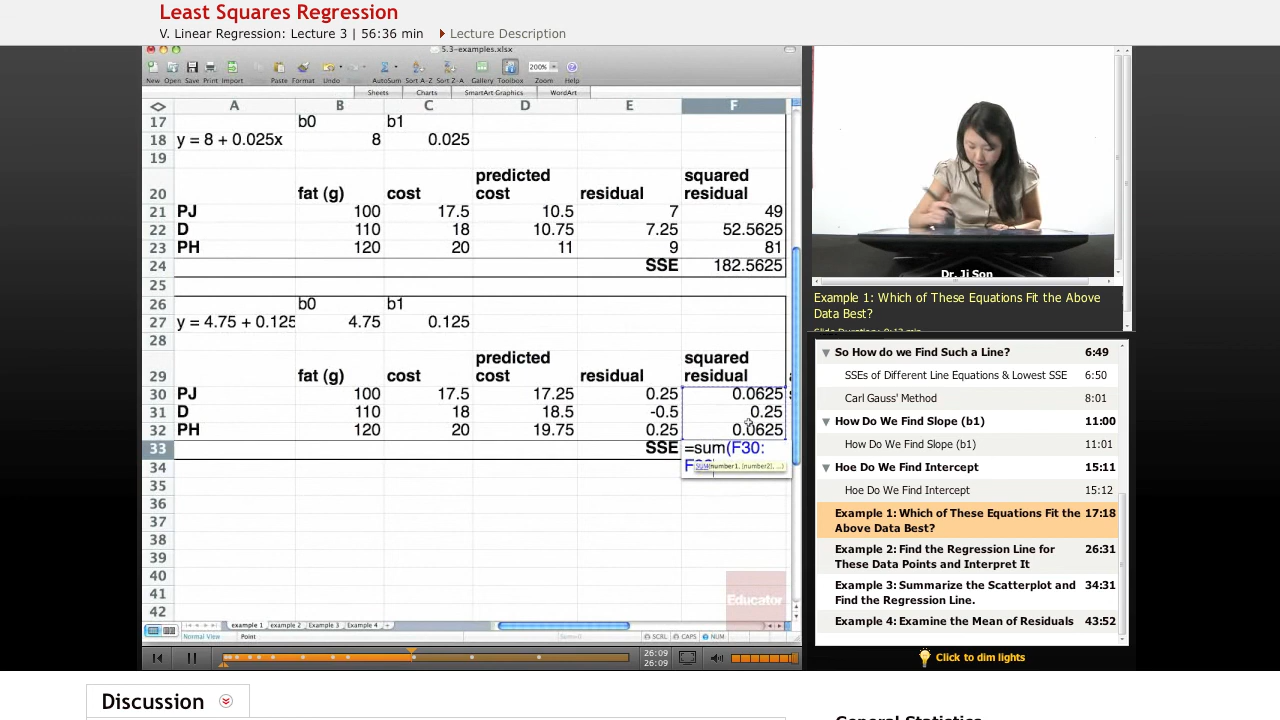 Least Squares Regression
V. Linear Regression: Lecture 3 | 56:36 min Lecture Description
5.3-examples.xlsx
New Open Save Print Import Paste Format Undo AutoSum Sort A-Z Sort Z-A Gallery Toolbox Zoom Help
200%
Sheets Charts SmartArt Graphics WordArt
A B C D E F
17 b0 b1
18 y = 8 + 0.025x 8 0.025
19
predicted squared
20 fat (g) cost cost residual residual
21 PJ 100 17.5 10.5 7 49
22 D 110 18 10.75 7.25 52.5625
23 PH 120 20 11 9 81
24 SSE 182.5625
25
26 b0 b1
27 y = 4.75 + 0.125 4.75 0.125
28
predicted squared
29 fat (g) cost cost residual residual
30 PJ 100 17.5 17.25 0.25 0.0625
31 D 110 18 18.5 -0.5 0.25
32 PH 120 20 19.75 0.25 0.0625
33 SSE =sum(F30:
34 SUM(number1, [number2], ...)
35
36
37
38
39
40
41
42
Educator
example 1 example 2 Example 3 Example 4 +
Normal View Point Sum=0 SCRL CAPS NUM
26:09
26:09
Dr. Ji Son
Example 1: Which of These Equations Fit the Above
Data Best?
So How do we Find Such a Line? 6:49
SSEs of Different Line Equations & Lowest SSE 6:50
Carl Gauss' Method 8:01
How Do We Find Slope (b1) 11:00
How Do We Find Slope (b1) 11:01
Hoe Do We Find Intercept 15:11
Hoe Do We Find Intercept 15:12
Example 1: Which of These Equations Fit the 17:18
Above Data Best?
Example 2: Find the Regression Line for 26:31
These Data Points and Interpret It
Example 3: Summarize the Scatterplot and 34:31
Find the Regression Line.
Example 4: Examine the Mean of Residuals 43:52
Click to dim lights
Discussion
General Statistics